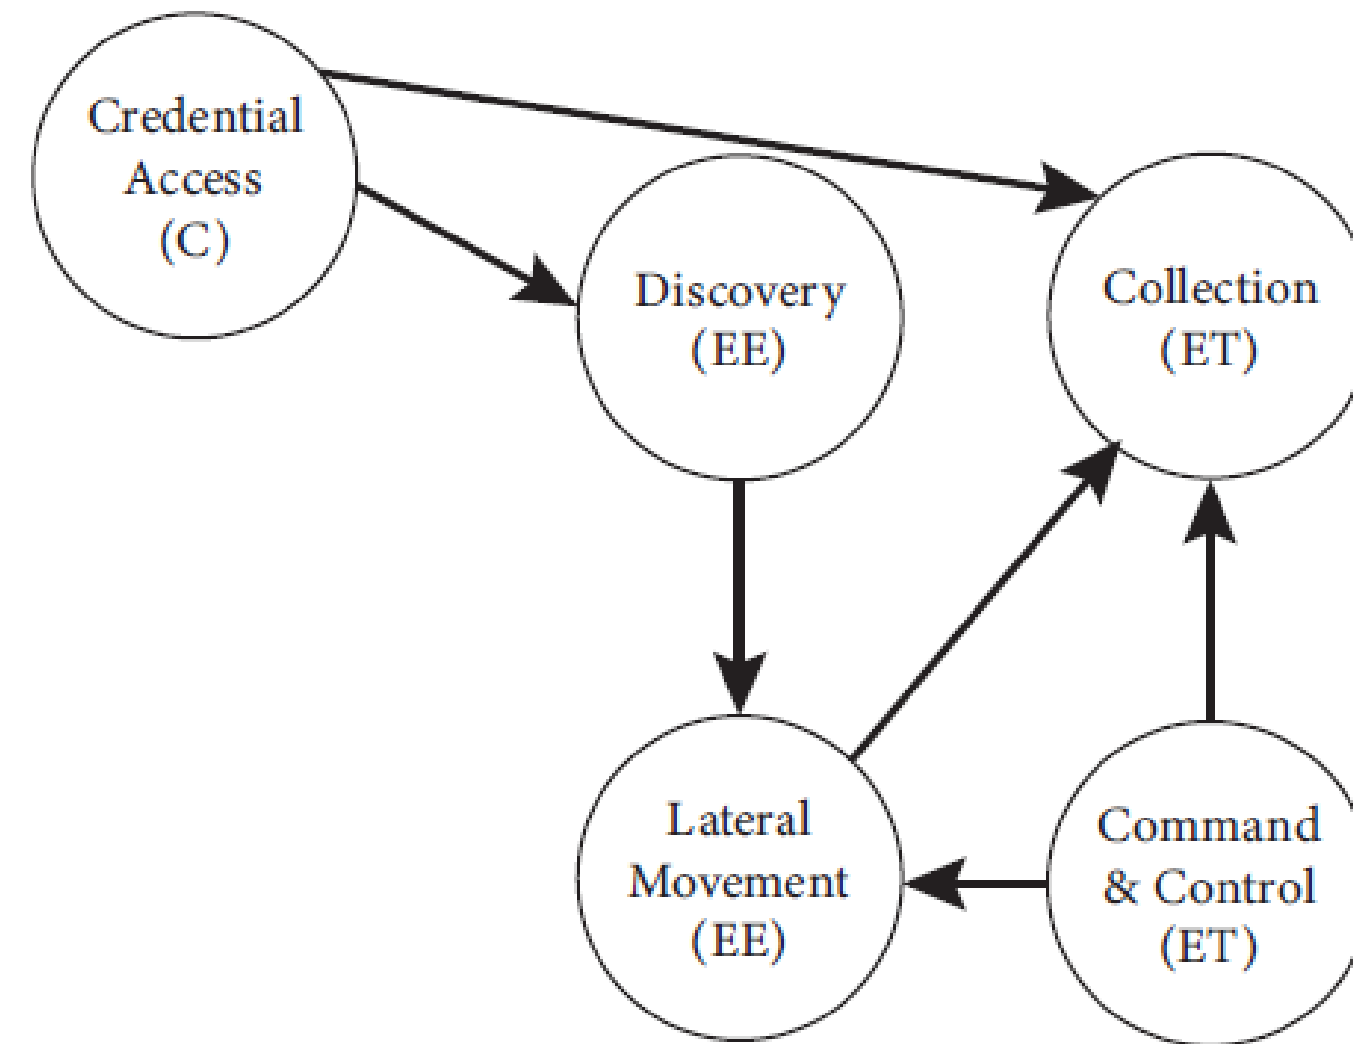 Credential
Access
(C)
Discovery
(EE)
Collection
(ET)
Lateral
Movement
(EE)
Command
& Control
(ET)